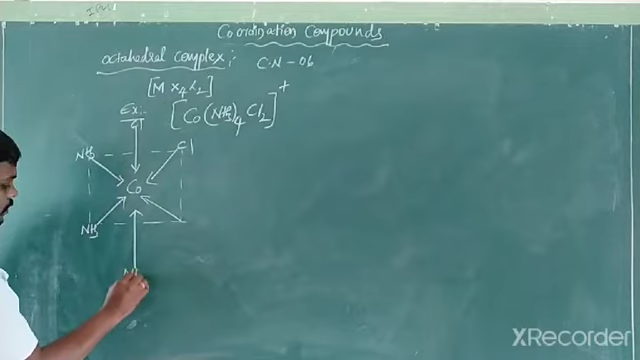 Coordination Compounds
Octahedral Complex:  C.N - 06
[M X4 L2]
Ex:- [Co(NH3)4 Cl2]+
Cl
NH3 Cl
Co
NH3
XRecorder